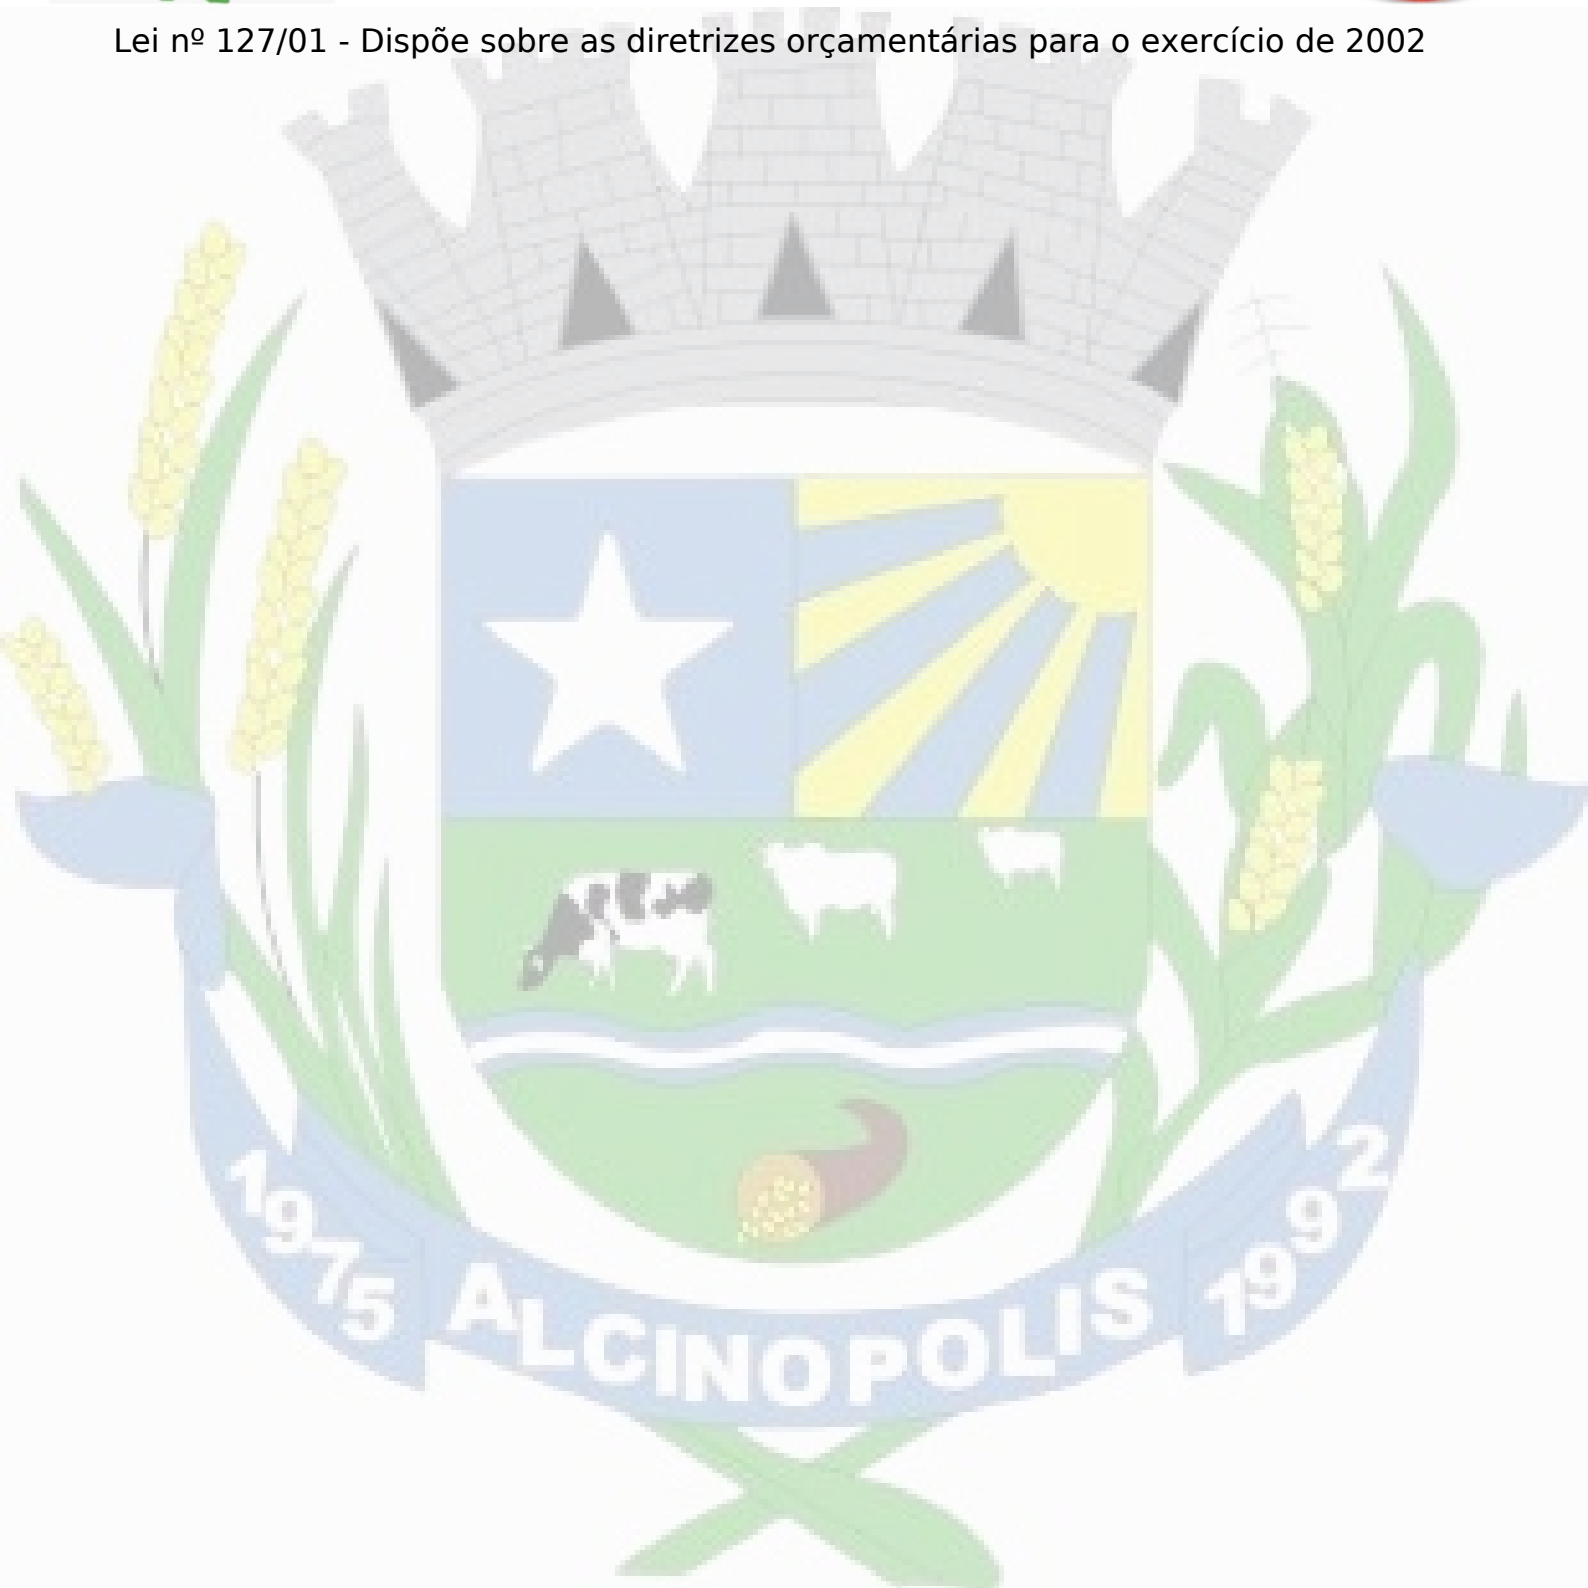 Lei nº 127/01 - Dispõe sobre as diretrizes orçamentárias para o exercício de 2002
1975 ALCINOPOLIS 1992